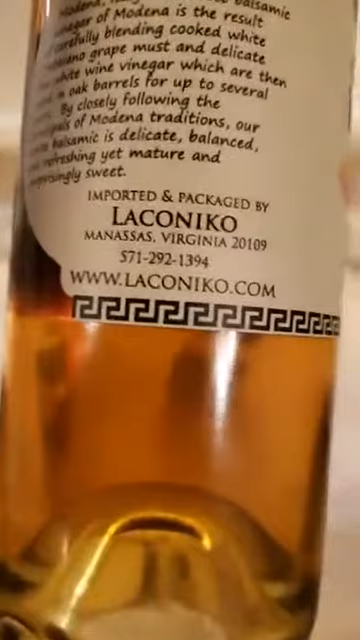 Modena,
balsamic
of Modena is the result
carefully blending cooked white
grape must and delicate
white wine vinegar which are then
oak barrels for up to several
By closely following the
of Modena traditions, our
balsamic is delicate, balanced,
refreshing yet mature and
sweet.
IMPORTED & PACKAGED BY
LACONIKO
MANASSAS, VIRGINIA 20109
571-292-1394
WWW.LACONIKO.COM